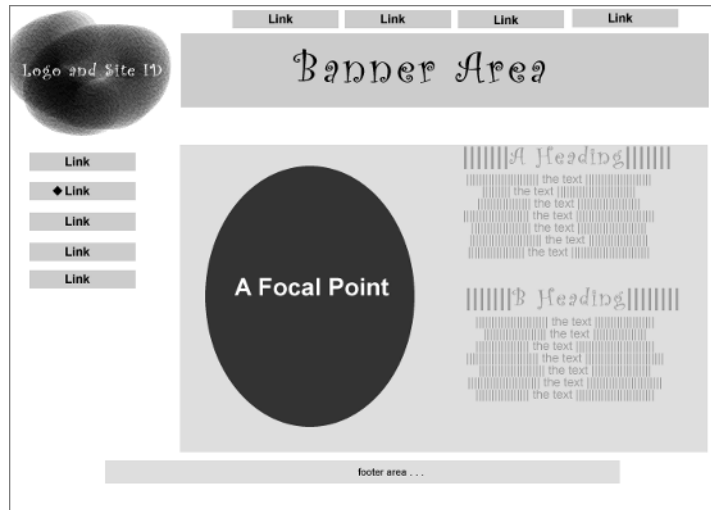 Link Link Link Link
Logo and Site ID
Banner Area
Link
◆Link
Link
Link
Link
A Focal Point
|||||||A Heading|||||||
|||||||||||||||||||| the text ||||||||||||||||||||
|||||||| the text ||||||||||||||||||||||
||||||||||||||| the text ||||||||||||||||||
||||||||||||||||||| the text |||||||||||||||||||||
||||||||||||||||| the text ||||||||||||||||||||
|||||||||||||||||| the text ||||||||||||||||||||
||||||||||||||||| the text |||||||||||||||||||||
|||||||B Heading||||||||
|||||||||||||||||||| the text |||||||||||||||||
||||||||||||||||| the text |||||||||||||||
||||||||||||||||||| the text ||||||||||||||||||
|||||||||||||||||||| the text ||||||||||||||||||||||
||||||||||||||||||| the text ||||||||||||||||||
|||||||||||||||||||| the text |||||||||||||||||||||||
||||||||||||||| the text ||||||||||||||||||||||
footer area . . .